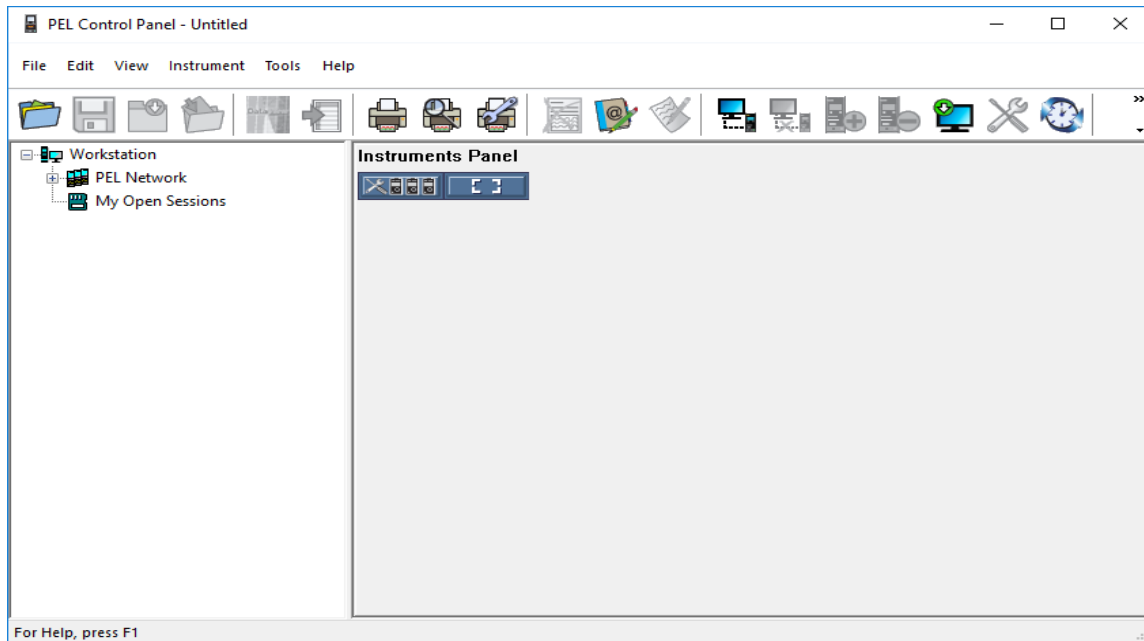 PEL Control Panel - Untitled
File Edit View Instrument Tools Help
Workstation
PEL Network
My Open Sessions
Instruments Panel
For Help, press F1